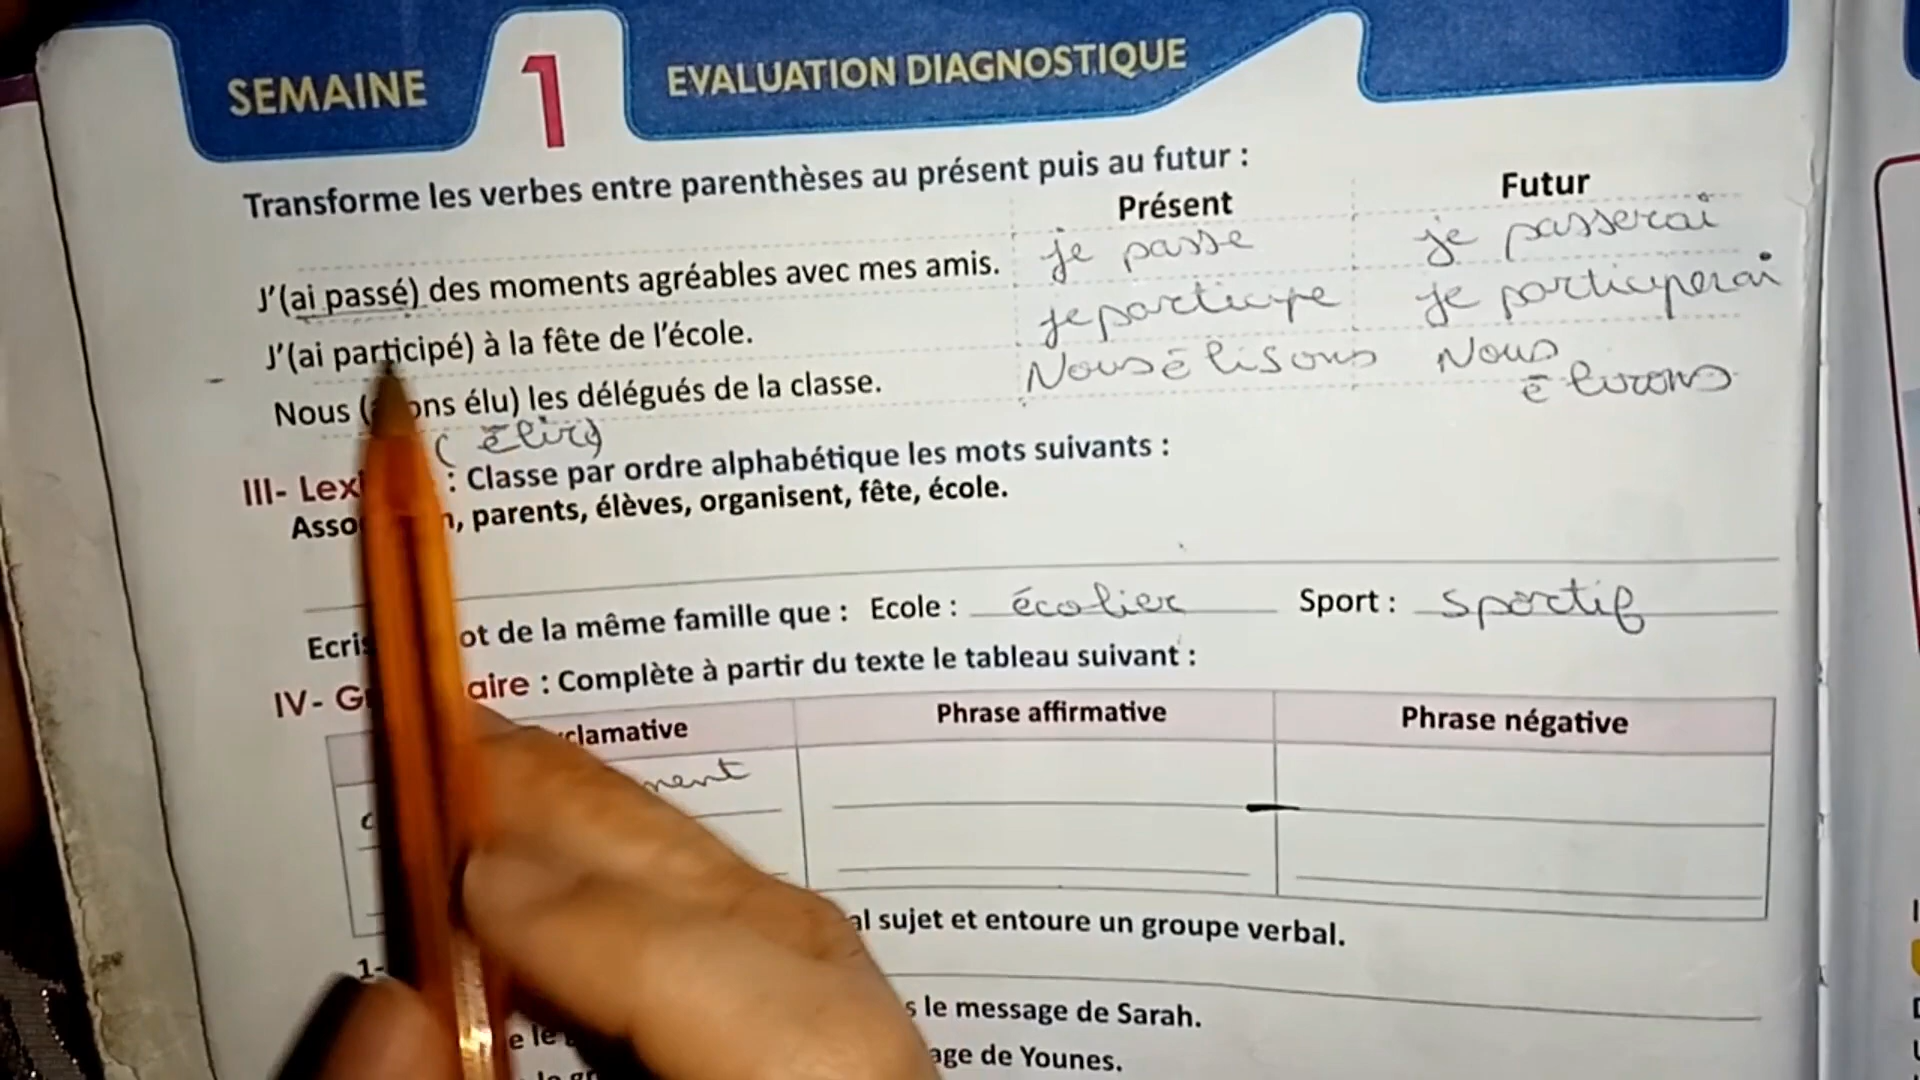 SEMAINE 1 EVALUATION DIAGNOSTIQUE
Transforme les verbes entre parenthèses au présent puis au futur :
Présent Futur
J'(ai passé) des moments agréables avec mes amis. je passe je passerai
J'(ai participé) à la fête de l'école. je participe je participerai
Nous ( ons élu) les délégués de la classe. Nous élisons Nous élirons
(élire)
III- Lex : Classe par ordre alphabétique les mots suivants :
Asso n, parents, élèves, organisent, fête, école.
Ecris ot de la même famille que : Ecole : écolier Sport : sportif
IV- G aire : Complète à partir du texte le tableau suivant :
clamative Phrase affirmative Phrase négative
ment
al sujet et entoure un groupe verbal.
1-
s le message de Sarah.
e le
age de Younes.